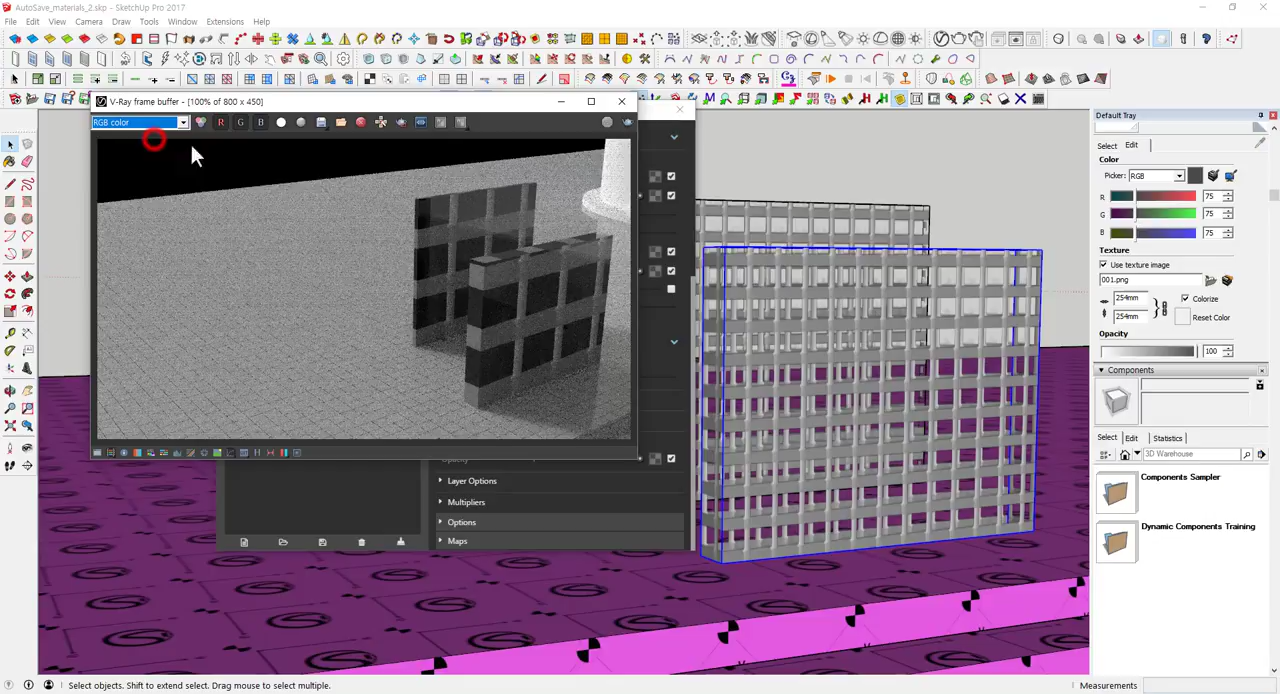 AutoSave_materials_2.skp - SketchUp Pro 2017
File Edit View Camera Draw Tools Window Extensions Help
V-Ray frame buffer - [100% of 800 x 450]
RGB color
R G B
Opacity
Layer Options
Multipliers
Options
Maps
Default Tray
Select Edit
Color
Picker: RGB
R 75
G 75
B 75
Texture
Use texture image
001.png
254mm
Colorize
254mm
Reset Color
Opacity
100
Components
Select Edit Statistics
3D Warehouse
Components Sampler
Dynamic Components Training
Select objects. Shift to extend select. Drag mouse to select multiple.
Measurements